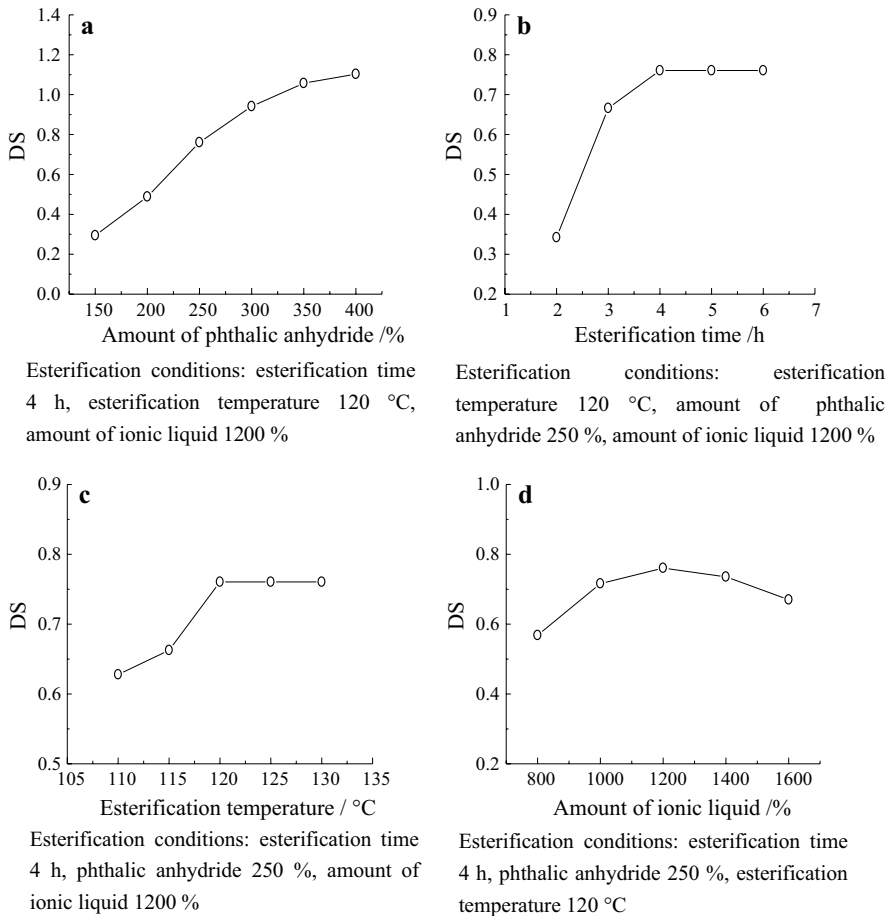 a
1.4
1.2
1.0
0.8
0.6
0.4
0.2
0.0
DS
150 200 250 300 350 400
Amount of phthalic anhydride /%
Esterification conditions: esterification time
4 h, esterification temperature 120 °C,
amount of ionic liquid 1200 %
b
0.9
0.8
0.7
0.6
0.5
0.4
0.3
0.2
DS
1 2 3 4 5 6 7
Esterification time /h
Esterification conditions: esterification
temperature 120 °C, amount of phthalic
anhydride 250 %, amount of ionic liquid 1200 %
c
0.9
0.8
0.7
0.6
0.5
DS
105 110 115 120 125 130 135
Esterification temperature / °C
Esterification conditions: esterification time
4 h, phthalic anhydride 250 %, amount of
ionic liquid 1200 %
d
1.0
0.8
0.6
0.4
0.2
DS
800 1000 1200 1400 1600
Amount of ionic liquid /%
Esterification conditions: esterification time
4 h, phthalic anhydride 250 %, esterification
temperature 120 °C